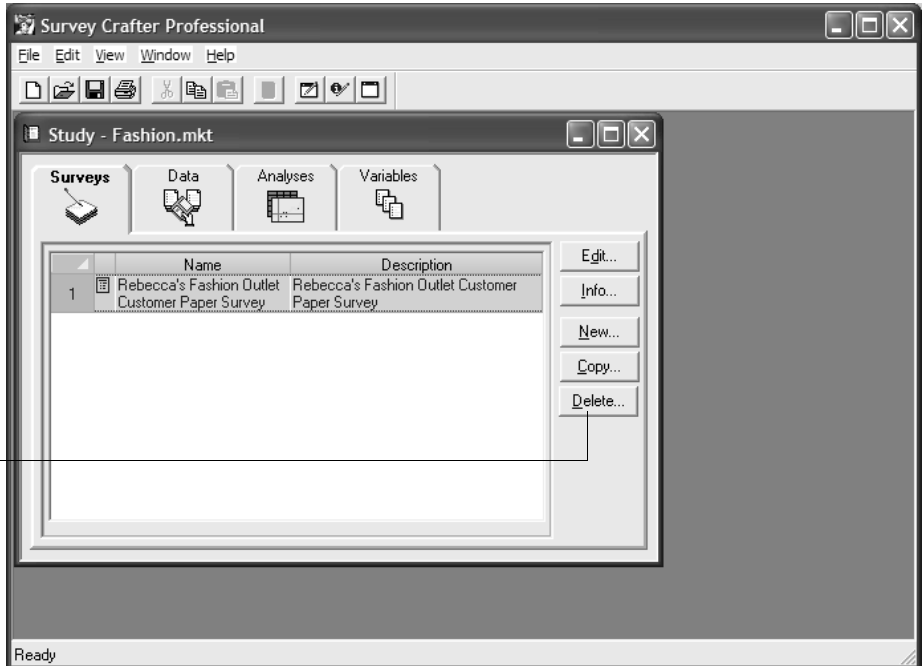 Survey Crafter Professional
File Edit View Window Help
Study - Fashion.mkt
Surveys Data Analyses Variables
Name Description
1 Rebecca's Fashion Outlet Customer Paper Survey Rebecca's Fashion Outlet Customer Paper Survey
Edit...
Info...
New...
Copy...
Delete...
Ready